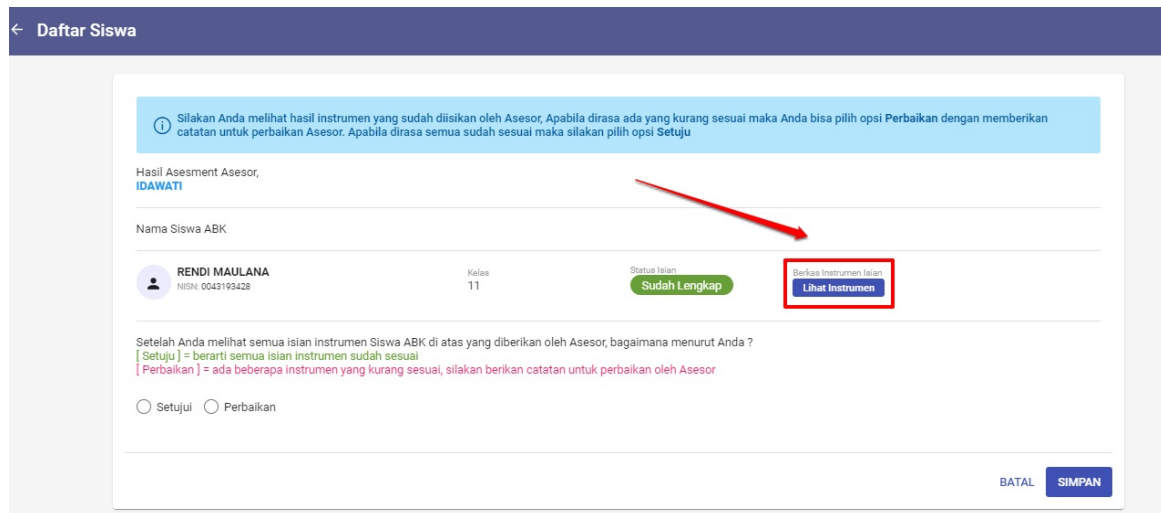 Daftar Siswa
Silakan Anda melihat hasil instrumen yang sudah diisikan oleh Asesor, Apabila dirasa ada yang kurang sesuai maka Anda bisa pilih opsi Perbaikan dengan memberikan
catatan untuk perbaikan Asesor. Apabila dirasa semua sudah sesuai maka silakan pilih opsi Setuju
Hasil Asesment Asesor,
IDAWATI
Nama Siswa ABK
RENDI MAULANA
NISN: 0043193428
Kelas
11
Status Isian
Sudah Lengkap
Berkas Instrumen Isian
Lihat Instrumen
Setelah Anda melihat semua isian instrumen Siswa ABK di atas yang diberikan oleh Asesor, bagaimana menurut Anda ?
[ Setuju ] = berarti semua isian instrumen sudah sesuai
[ Perbaikan ] = ada beberapa instrumen yang kurang sesuai, silakan berikan catatan untuk perbaikan oleh Asesor
Setujui Perbaikan
BATAL SIMPAN